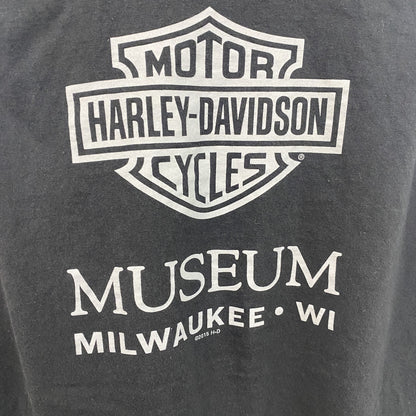 MOTOR
HARLEY-DAVIDSON
CYCLES®
MUSEUM
MILWAUKEE • WI
©2015 H-D